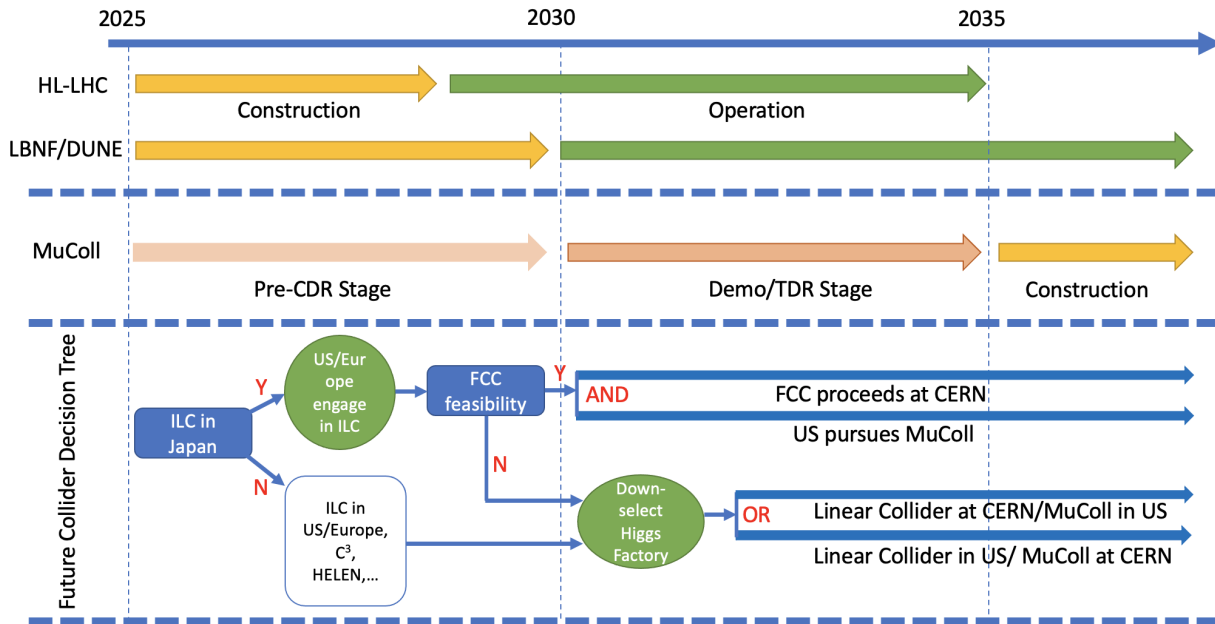 2025
2030
2035
HL-LHC
Construction
Operation
LBNF/DUNE
MuColl
Pre-CDR Stage
Demo/TDR Stage
Construction
Future Collider Decision Tree
ILC in
Japan
Y
N
US/Eur
ope
engage
in ILC
FCC
feasibility
Y
N
AND
FCC proceeds at CERN
US pursues MuColl
ILC in
US/Europe,
C³,
HELEN,...
Down-
select
Higgs
Factory
OR
Linear Collider at CERN/MuColl in US
Linear Collider in US/ MuColl at CERN